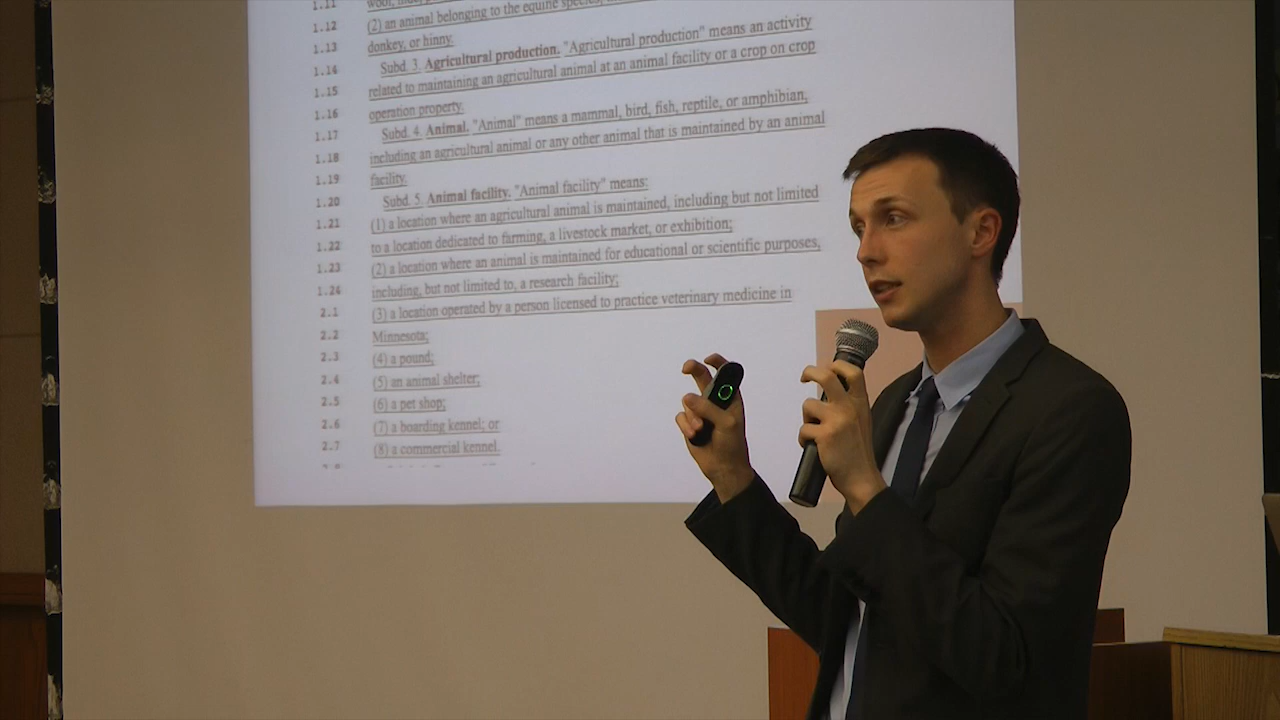 1.11
1.12 (2) an animal belonging to the equine species,
1.13 donkey, or hinny.
1.14 Subd. 3. Agricultural production. "Agricultural production" means an activity
1.15 related to maintaining an agricultural animal at an animal facility or a crop on crop
1.16 operation property.
1.17 Subd. 4. Animal. "Animal" means a mammal, bird, fish, reptile, or amphibian,
1.18 including an agricultural animal or any other animal that is maintained by an animal
1.19 facility.
1.20 Subd. 5. Animal facility. "Animal facility" means:
1.21 (1) a location where an agricultural animal is maintained, including but not limited
1.22 to a location dedicated to farming, a livestock market, or exhibition;
1.23 (2) a location where an animal is maintained for educational or scientific purposes,
1.24 including, but not limited to, a research facility;
2.1 (3) a location operated by a person licensed to practice veterinary medicine in
2.2 Minnesota;
2.3 (4) a pound;
2.4 (5) an animal shelter;
2.5 (6) a pet shop;
2.6 (7) a boarding kennel; or
2.7 (8) a commercial kennel.